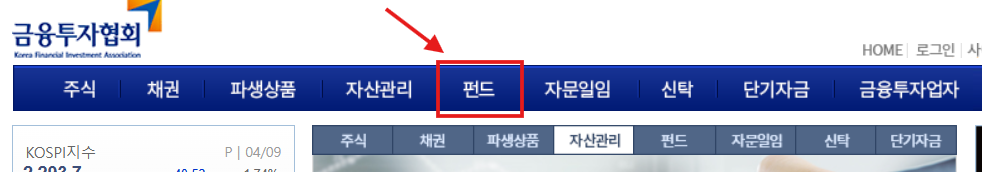 금융투자협회
Korea Financial Investment Association
HOME 로그인
주식 채권 파생상품 자산관리 펀드 자문일임 신탁 단기자금 금융투자업자
주식 채권 파생상품 자산관리 펀드 자문일임 신탁 단기자금
KOSPI지수 P | 04/09